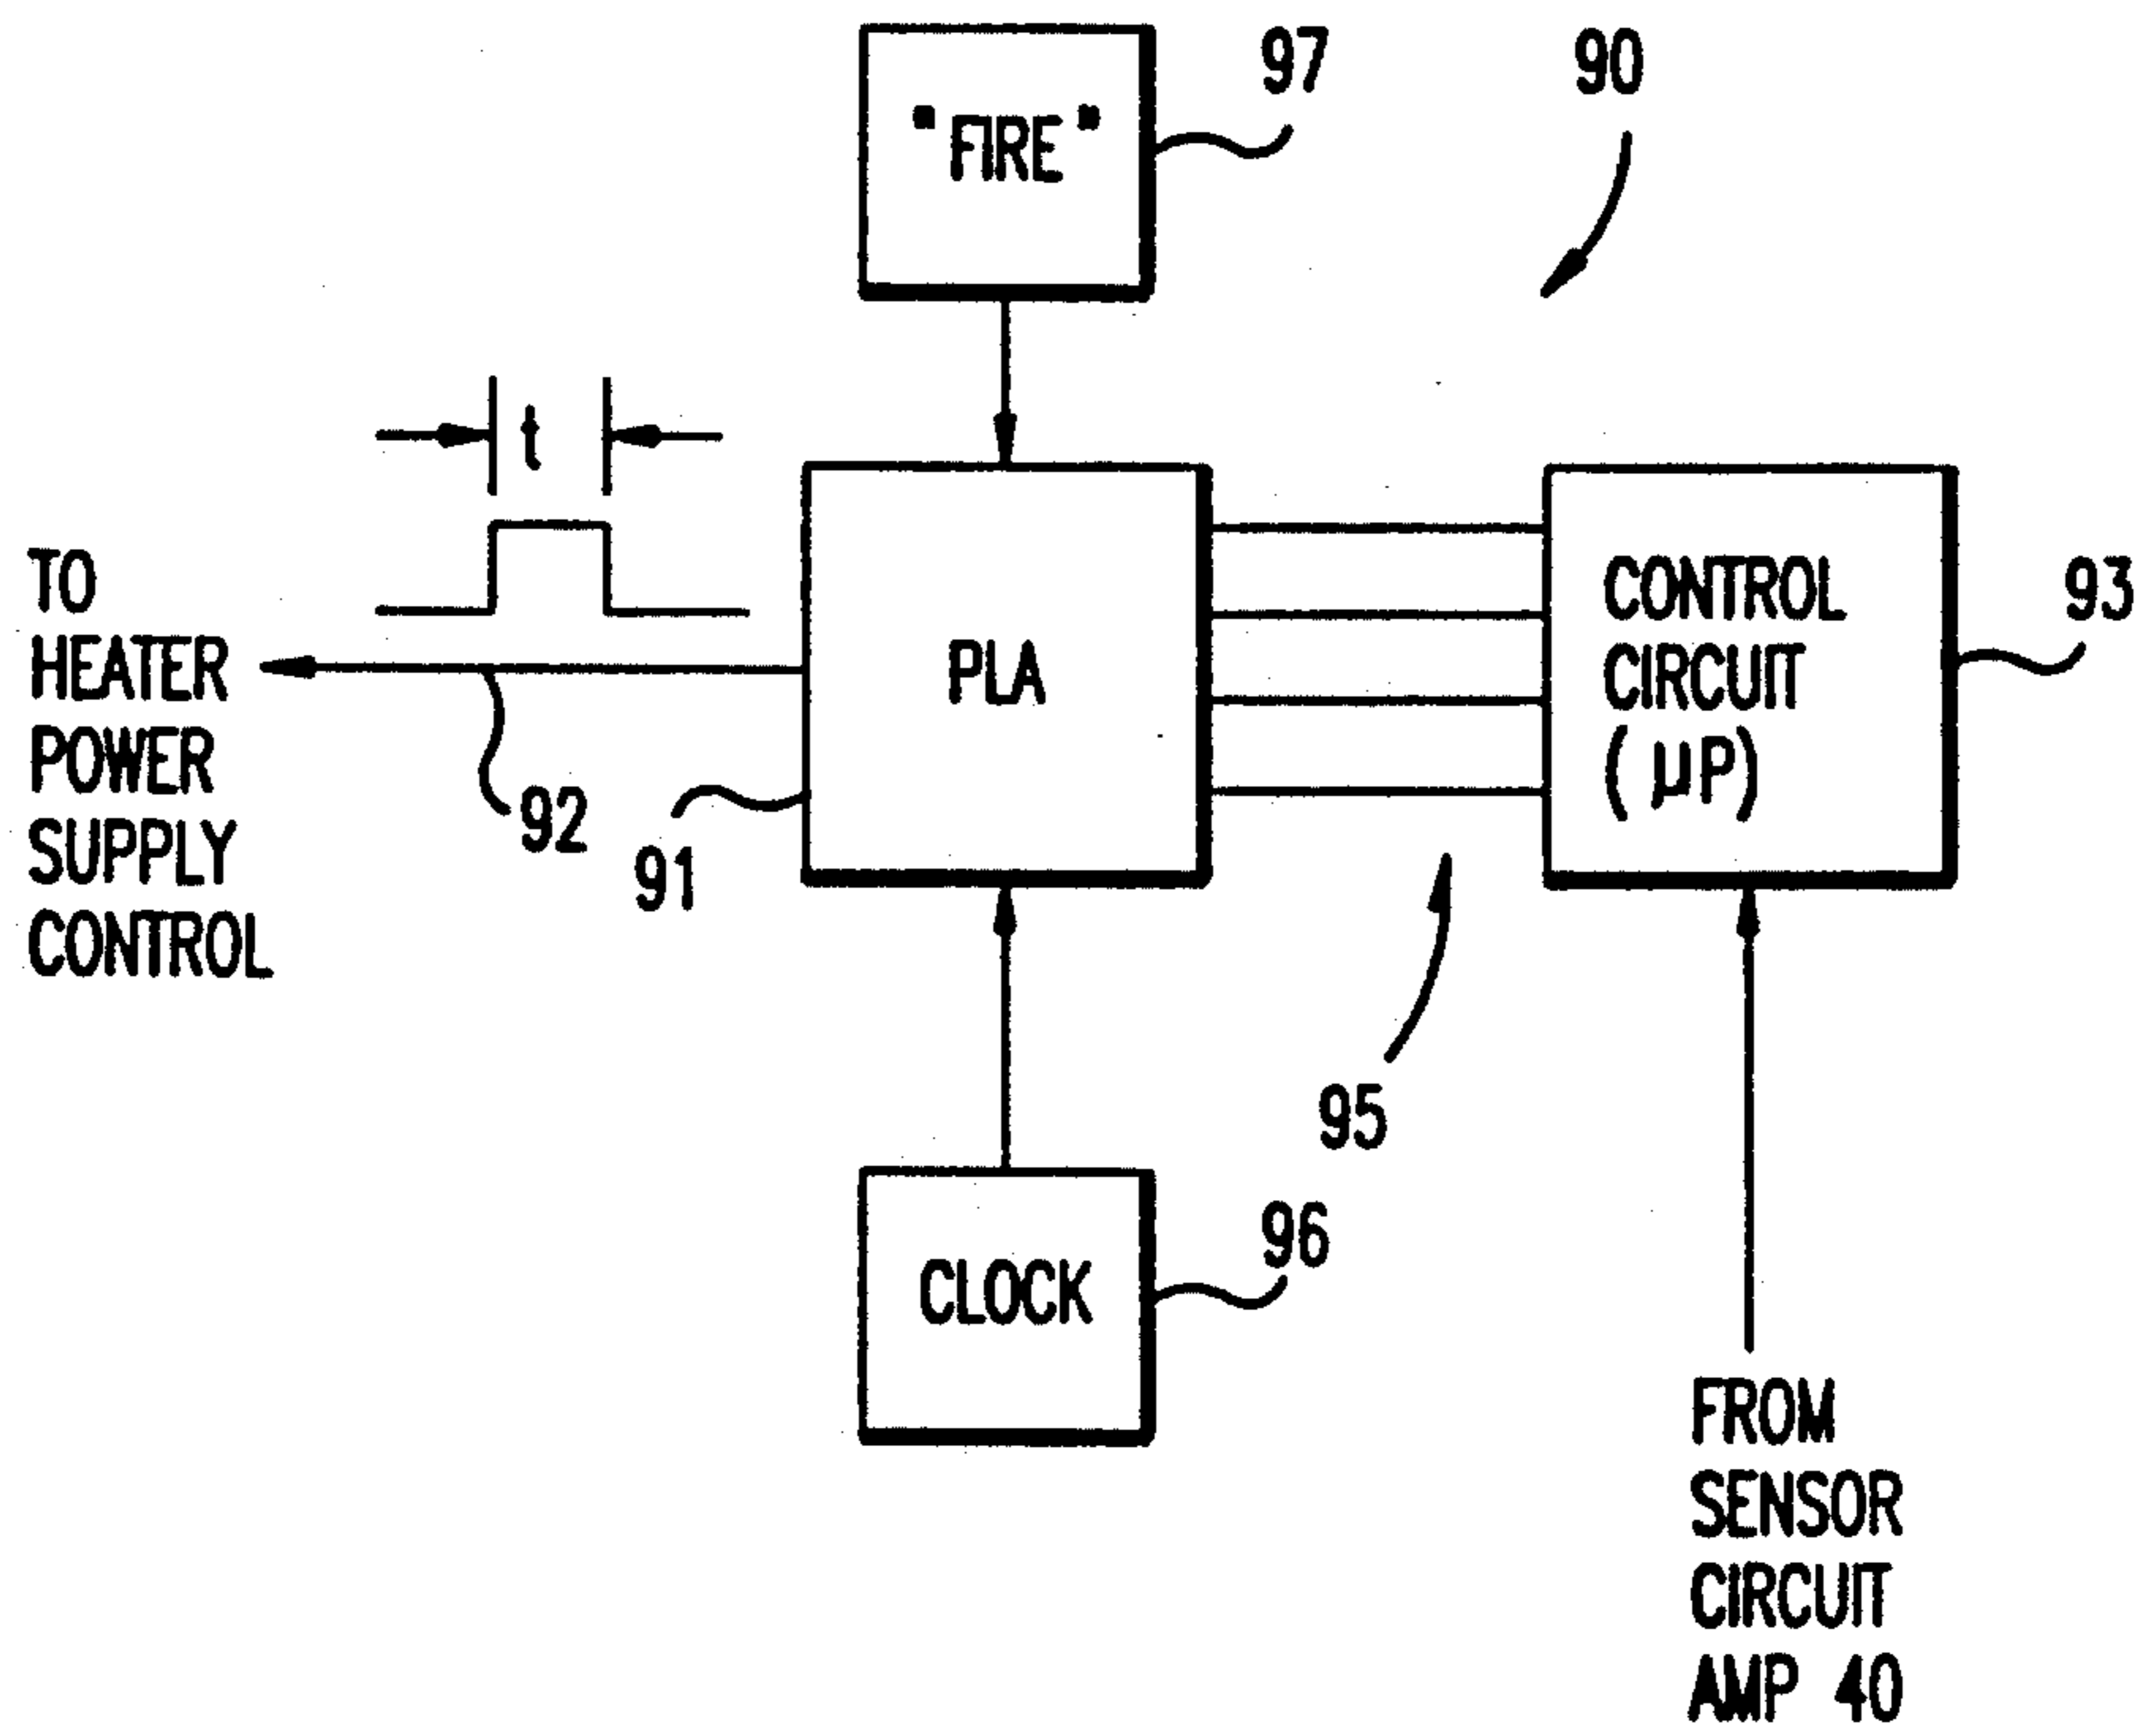 "FIRE"
97
90
t
TO
HEATER
POWER
SUPPLY
CONTROL
92
91
PLA
CONTROL
CIRCUIT
(µP)
93
95
CLOCK
96
FROM
SENSOR
CIRCUIT
AMP 40